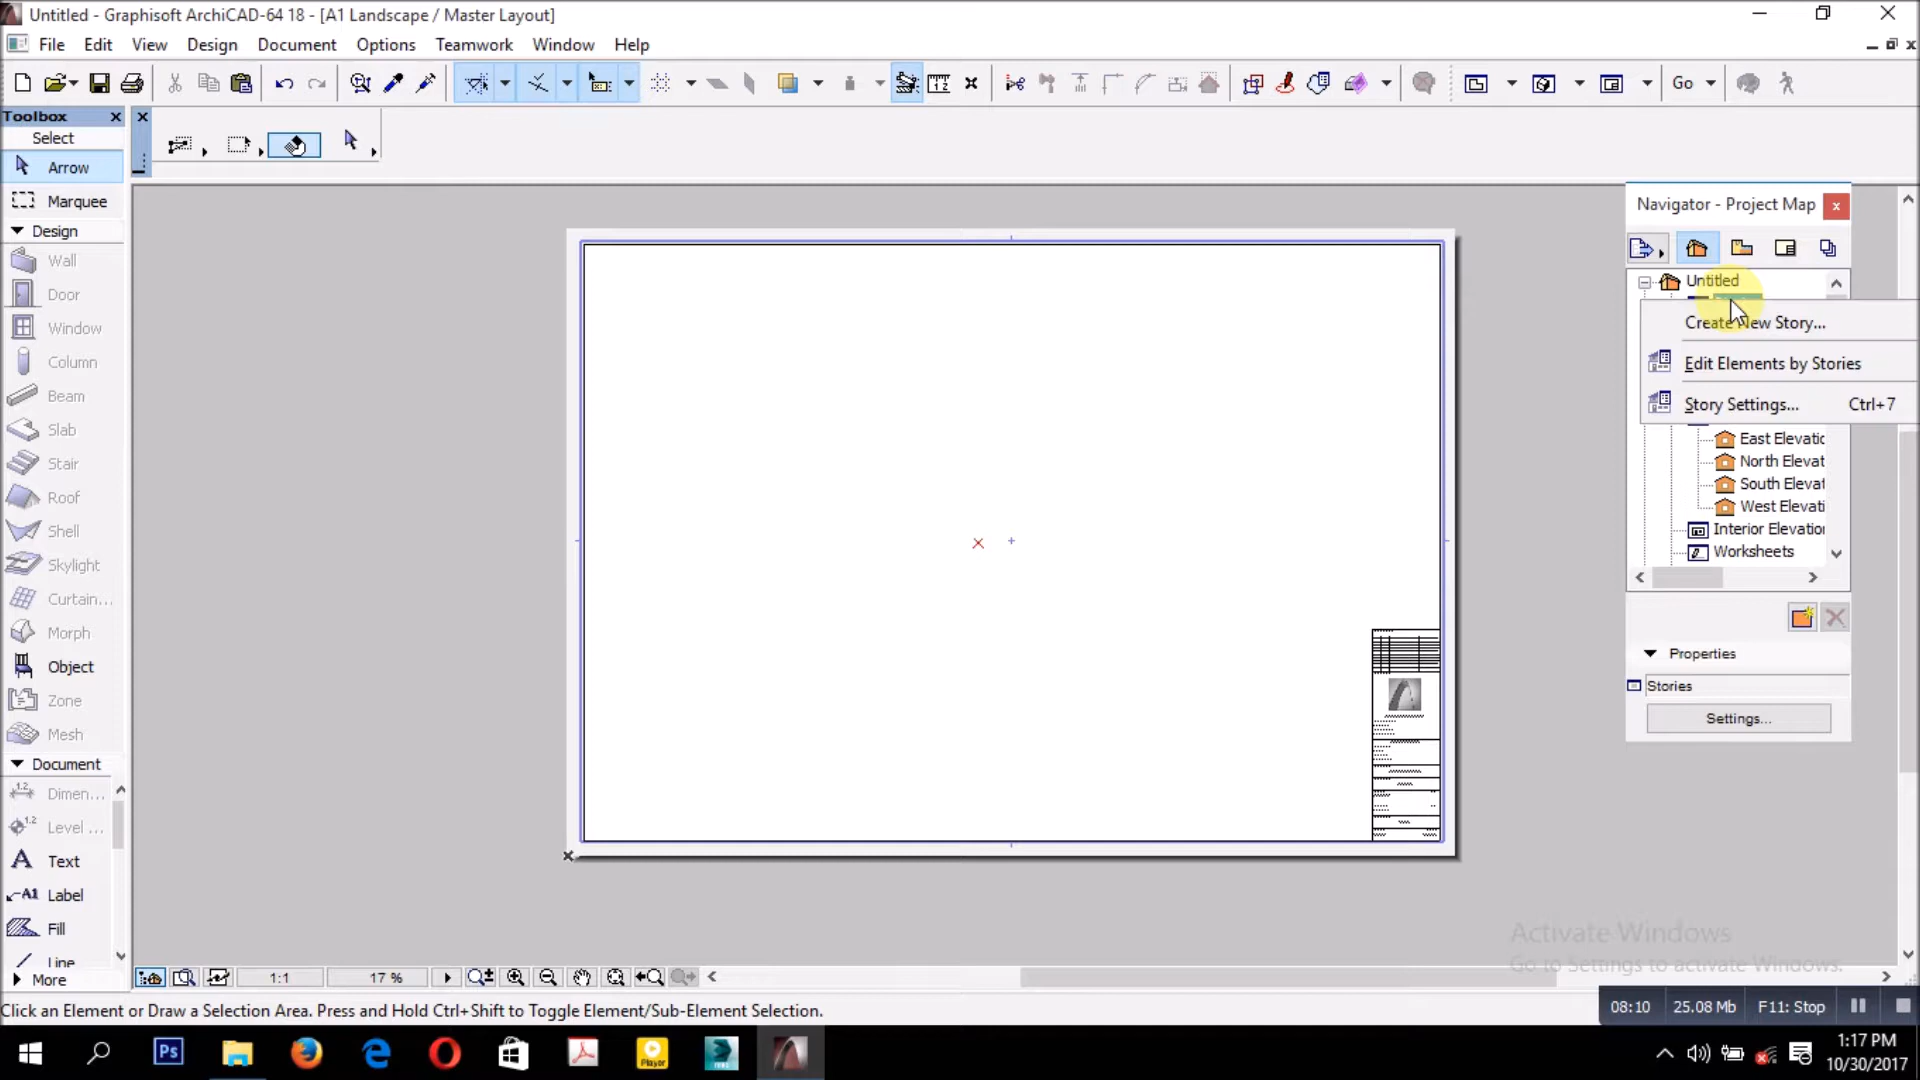 Untitled - Graphisoft ArchiCAD-64 18 - [A1 Landscape / Master Layout]
File Edit View Design Document Options Teamwork Window Help
Go
Toolbox
Select
Arrow
Marquee
Design
Wall
Door
Window
Column
Beam
Slab
Stair
Roof
Shell
Skylight
Curtain...
Morph
Object
Zone
Mesh
Document
Dimen...
Level ...
Text
Label
Fill
Line
More
Navigator - Project Map
Untitled
Create New Story...
Edit Elements by Stories
Story Settings... Ctrl+7
East Elevatic
North Elevat
South Elevat
West Elevati
Interior Elevatio
Worksheets
Properties
Stories
Settings...
Activate Windows
Go to Settings to activate Windows.
1:1 17 %
Click an Element or Draw a Selection Area. Press and Hold Ctrl+Shift to Toggle Element/Sub-Element Selection.
08:10 25.08 Mb F11: Stop
Ps
Player
1:17 PM
10/30/2017